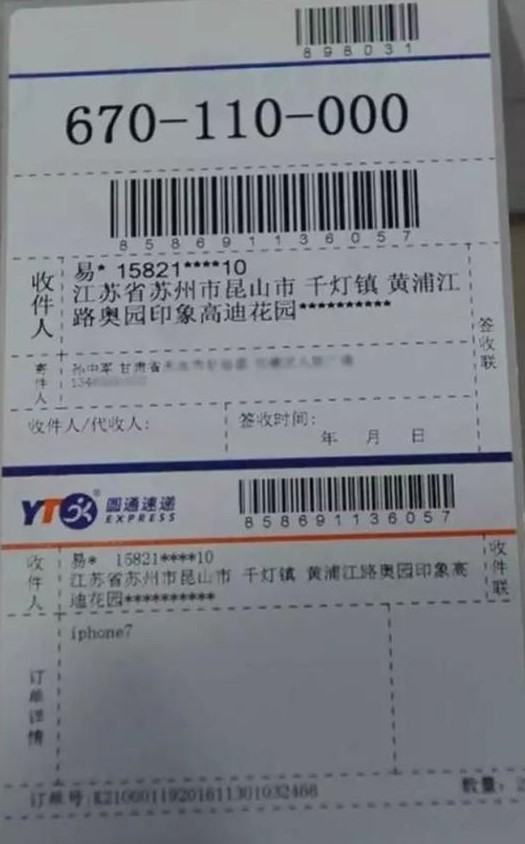 898031
670-110-000
858691136057
收件人
易* 15821****10
江苏省苏州市昆山市 千灯镇 黄浦江
路奥园印象高迪花园**********
签收联
寄件人
孙中军 甘肃省
134
收件人/代收人:
签收时间:
年 月 日
YTO 圆通速递
EXPRESS
858691136057
收件人
易* 15821****10
江苏省苏州市昆山市 千灯镇 黄浦江路奥园印象高
迪花园**********
收件联
iphone7
订单详情
订单号:
数量: